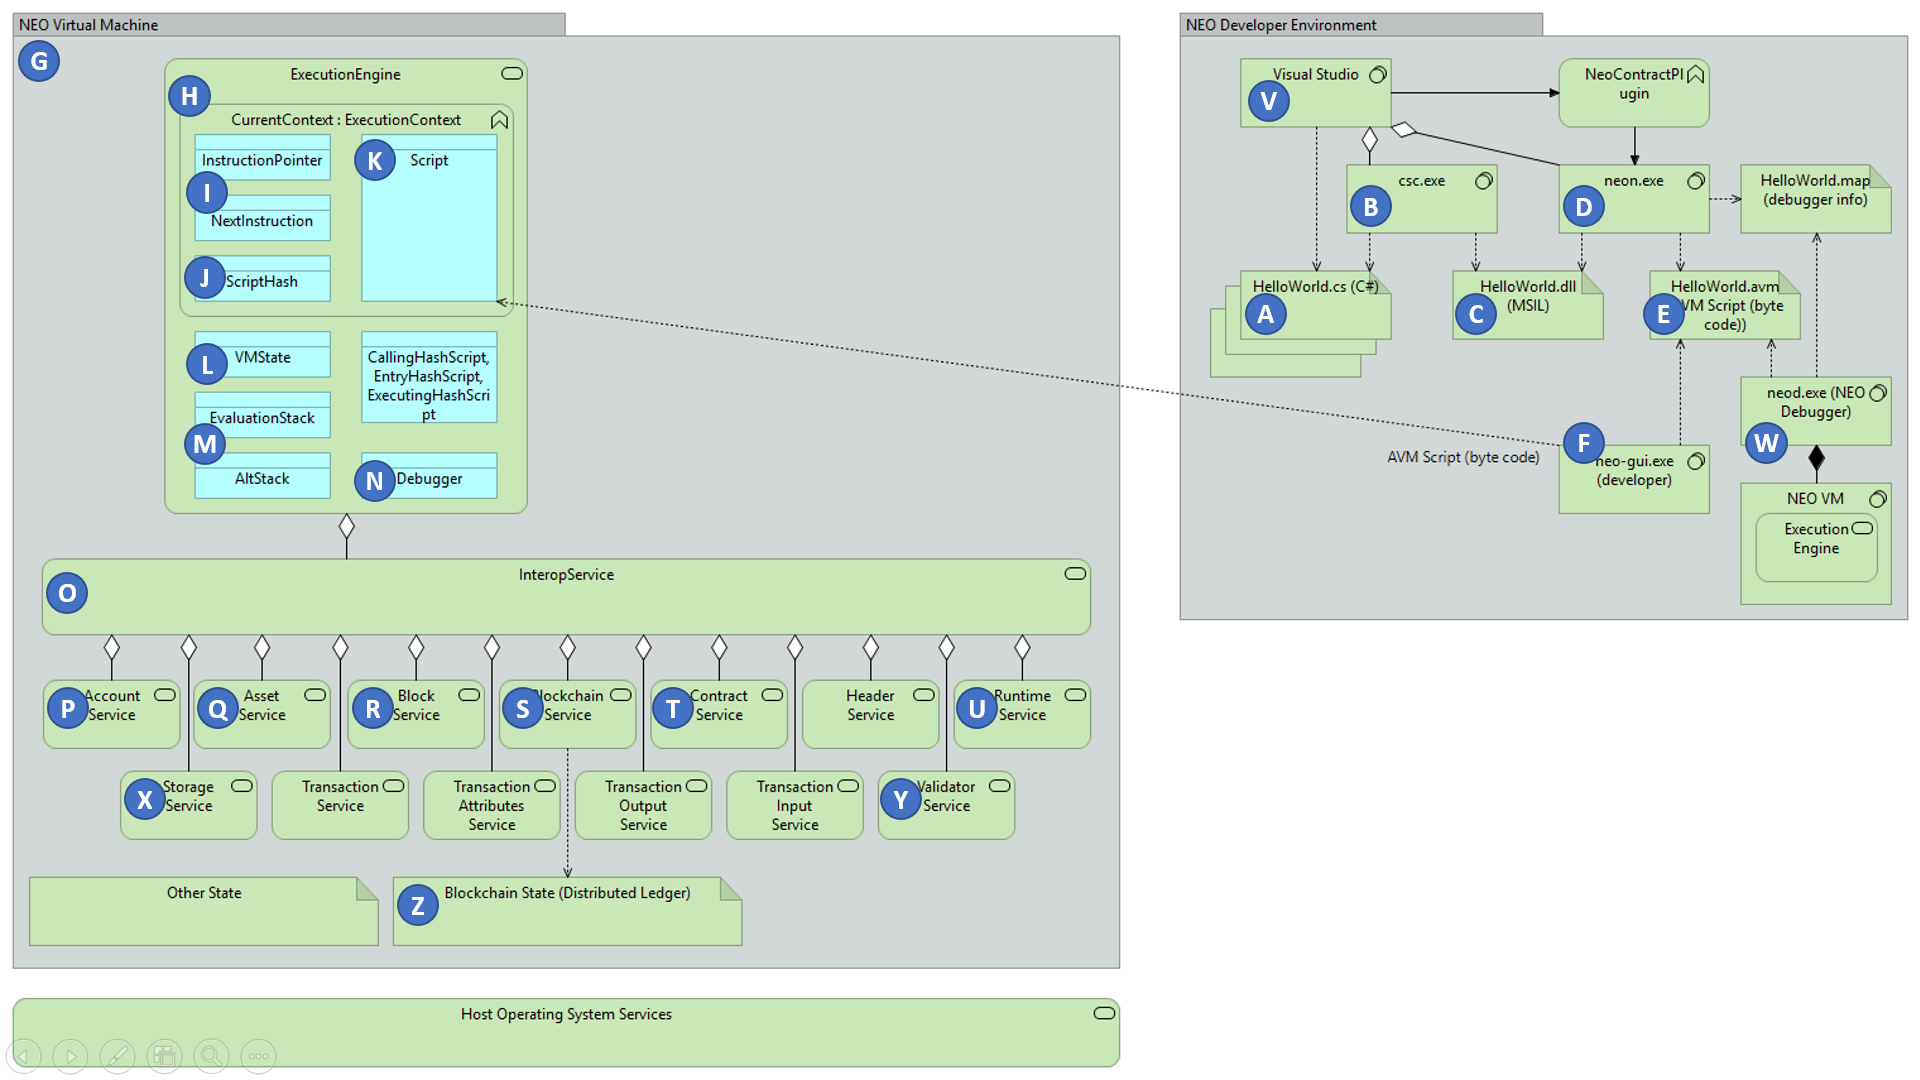 NEO Virtual Machine
G
ExecutionEngine
H
CurrentContext : ExecutionContext
InstructionPointer
I
NextInstruction
J
ScriptHash
K
Script
L
VMState
EvaluationStack
M
AltStack
CallingHashScript,
EntryHashScript,
ExecutingHashScri
pt
N
Debugger
O
InteropService
P
Account
Service
Q
Asset
Service
R
Block
Service
S
Blockchain
Service
T
Contract
Service
Header
Service
U
Runtime
Service
X
Storage
Service
Transaction
Service
Transaction
Attributes
Service
Transaction
Output
Service
Transaction
Input
Service
Y
Validator
Service
Other State
Z
Blockchain State (Distributed Ledger)
Host Operating System Services
NEO Developer Environment
V
Visual Studio
NeoContractPl
ugin
B
csc.exe
D
neon.exe
HelloWorld.map
(debugger info)
A
HelloWorld.cs (C#)
C
HelloWorld.dll
(MSIL)
E
HelloWorld.avm
VM Script (byte
code))
neod.exe (NEO
Debugger)
W
F
neo-gui.exe
(developer)
AVM Script (byte code)
NEO VM
Execution
Engine